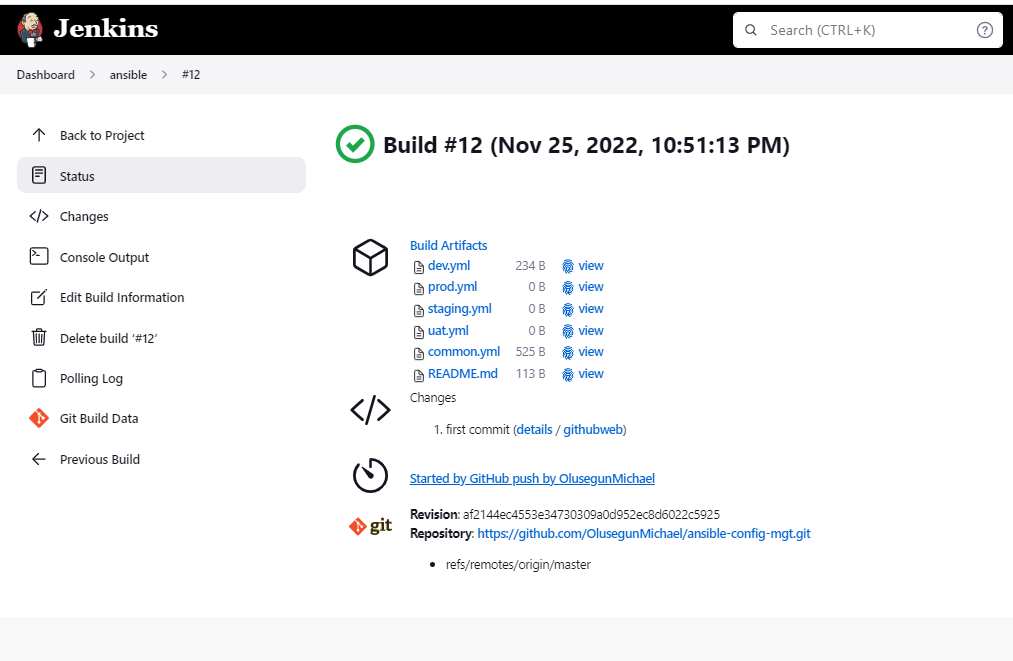 Jenkins
Search (CTRL+K)
Dashboard > ansible > #12
Back to Project
Status
Changes
Console Output
Edit Build Information
Delete build ‘#12’
Polling Log
Git Build Data
Previous Build
Build #12 (Nov 25, 2022, 10:51:13 PM)
Build Artifacts
dev.yml 234 B view
prod.yml 0 B view
staging.yml 0 B view
uat.yml 0 B view
common.yml 525 B view
README.md 113 B view
Changes
1. first commit (details / githubweb)
Started by GitHub push by OlusegunMichael
git
Revision: af2144ec4553e34730309a0d952ec8d6022c5925
Repository: https://github.com/OlusegunMichael/ansible-config-mgt.git
• refs/remotes/origin/master